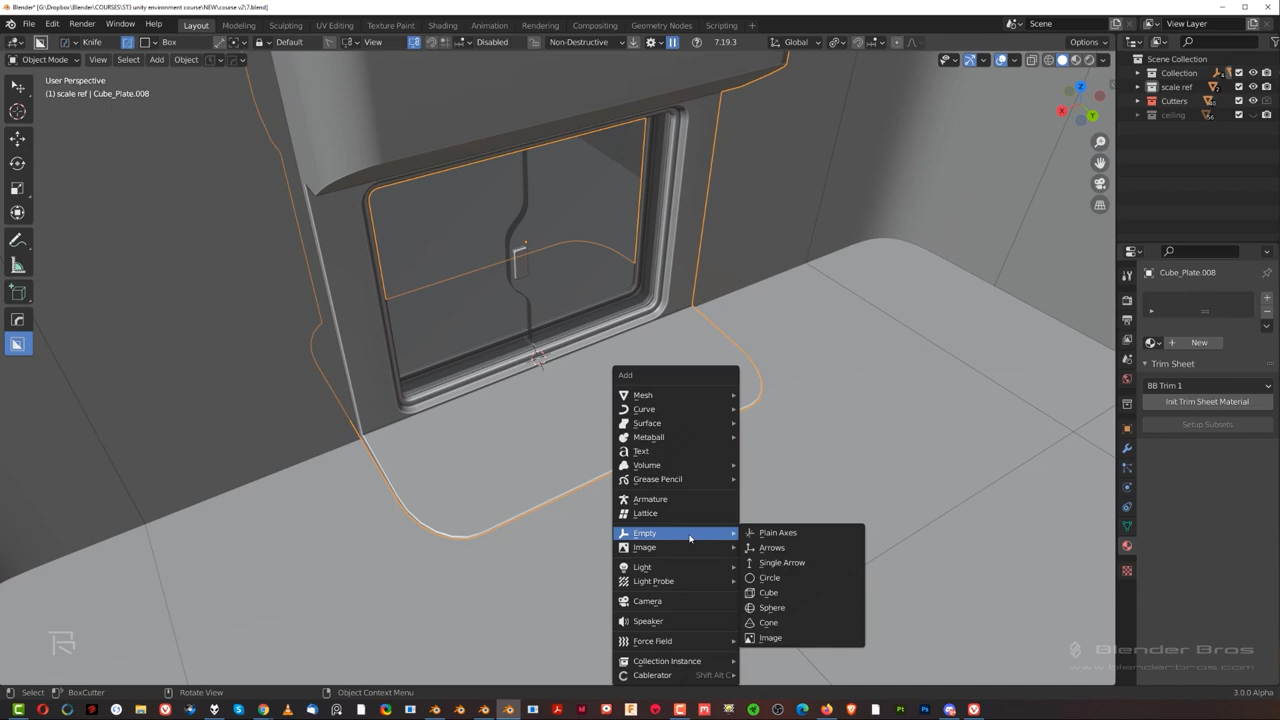 Blender* [G:\Dropbox\Blender\COURSES\ST3 unity environment course\NEW\course v2\7.blend]
File Edit Render Window Help Layout Modeling Sculpting UV Editing Texture Paint Shading Animation Rendering Compositing Geometry Nodes Scripting + Scene View Layer
Knife Box Default View Disabled Non-Destructive 7.19.3 Global Options
Object Mode View Select Add Object
User Perspective
(1) scale ref | Cube_Plate.008
Scene Collection
Collection
scale ref
Cutters
ceiling
X
Y
Z
Cube_Plate.008
New
Trim Sheet
BB Trim 1
Init Trim Sheet Material
Setup Subsets
Add
Mesh
Curve
Surface
Metaball
Text
Volume
Grease Pencil
Armature
Lattice
Empty
Image
Light
Light Probe
Camera
Speaker
Force Field
Collection Instance
Cablerator Shift Alt C
Plain Axes
Arrows
Single Arrow
Circle
Cube
Sphere
Cone
Image
Blender Bros
www.blenderbros.com
Select BoxCutter Rotate View Object Context Menu 3.0.0 Alpha